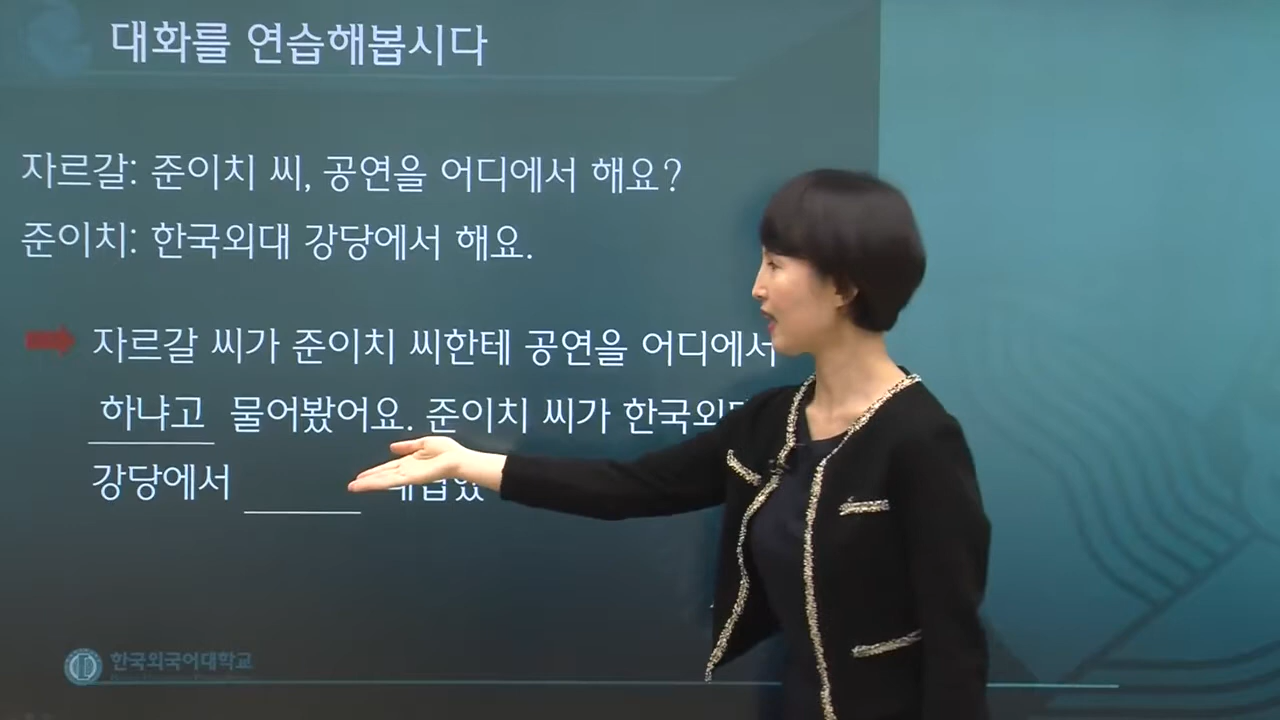 대화를 연습해봅시다
자르갈: 준이치 씨, 공연을 어디에서 해요?
준이치: 한국외대 강당에서 해요.
자르갈 씨가 준이치 씨한테 공연을 어디에서
하냐고 물어봤어요. 준이치 씨가
강당에서
한국외국어대학교